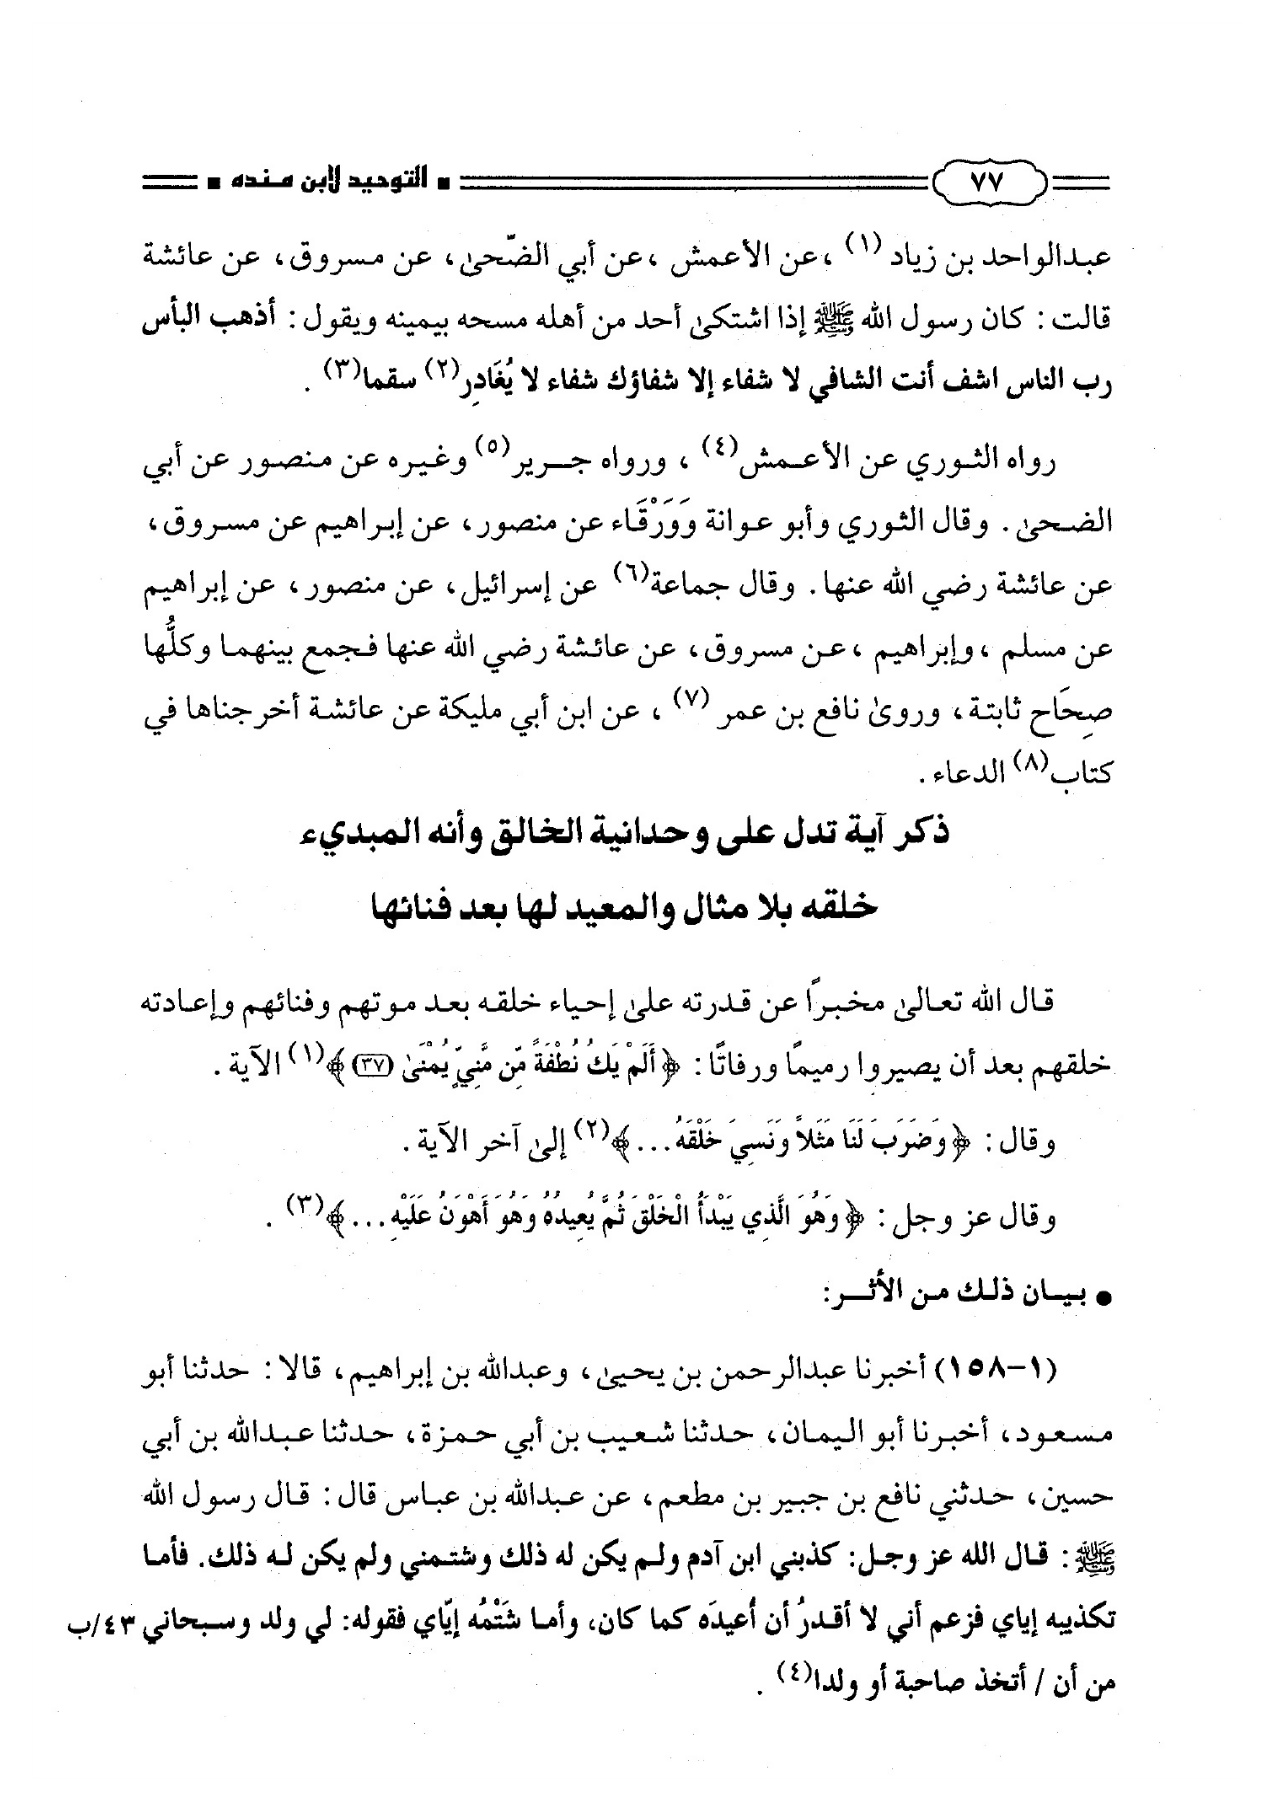 ٧٧ التوحيد لابن منده
عبدالواحد بن زياد (١) ،عن الأعمش ،عن أبي الضّحىٰ، عن مسروق، عن عائشة
قالت: كان رسول الله ﷺ إذا اشتكىٰ أحد من أهله مسحه بيمينه ويقول: أذهب البأس
رب الناس اشف أنت الشافي لا شفاء إلا شفاؤك شفاء لا يُغَادِر(٢) سقما(٣) .
رواه الثوري عن الأعمش(٤) ، ورواه جرير(٥) وغيره عن منصور عن أبي
الضحىٰ. وقال الثوري وأبو عوانة وَوَرْقَاء عن منصور، عن إبراهيم عن مسروق،
عن عائشة رضي الله عنها. وقال جماعة(٦) عن إسرائيل، عن منصور، عن إبراهيم
عن مسلم ،وإبراهيم ،عن مسروق، عن عائشة رضي الله عنها فجمع بينهما وكلُّها
صِحَاح ثابتة، وروىٰ نافع بن عمر (٧) ، عن ابن أبي مليكة عن عائشة أخرجناها في
كتاب(٨) الدعاء.
ذكر آية تدل على وحدانية الخالق وأنه المبديء
خلقه بلا مثال والمعيد لها بعد فنائها
قال الله تعالىٰ مخبرًا عن قدرته علىٰ إحياء خلقه بعد موتهم وفنائهم وإعادته
خلقهم بعد أن يصيروا رميمًا ورفاتًا: ﴿أَلَمْ يَكُ نُطْفَةً مِّن مَّنِيٍّ يُمْنَىٰ (٣٧)﴾(١) الآية.
وقال: ﴿وَضَرَبَ لَنَا مَثَلاً وَنَسِيَ خَلْقَهُ...﴾(٢) إلىٰ آخر الآية.
وقال عز وجل: ﴿وَهُوَ الَّذِي يَبْدَأُ الْخَلْقَ ثُمَّ يُعِيدُهُ وَهُوَ أَهْوَنُ عَلَيْهِ...﴾(٣) .
● بيان ذلك من الأثر:
(١-١٥٨) أخبرنا عبدالرحمن بن يحيىٰ، وعبدالله بن إبراهيم، قالا: حدثنا أبو
مسعود، أخبرنا أبو اليمان، حدثنا شعيب بن أبي حمزة، حدثنا عبدالله بن أبي
حسين، حدثني نافع بن جبير بن مطعم، عن عبدالله بن عباس قال: قال رسول الله
ﷺ: قال الله عز وجل: كذبني ابن آدم ولم يكن له ذلك وشتمني ولم يكن له ذلك. فأما
تكذيبه إياي فزعم أني لا أقدرُ أن أُعيدَه كما كان، وأما شَتْمُه إيّاي فقوله: لي ولد وسبحاني ٤٣/ب
من أن / أتخذ صاحبة أو ولدا(٤) .